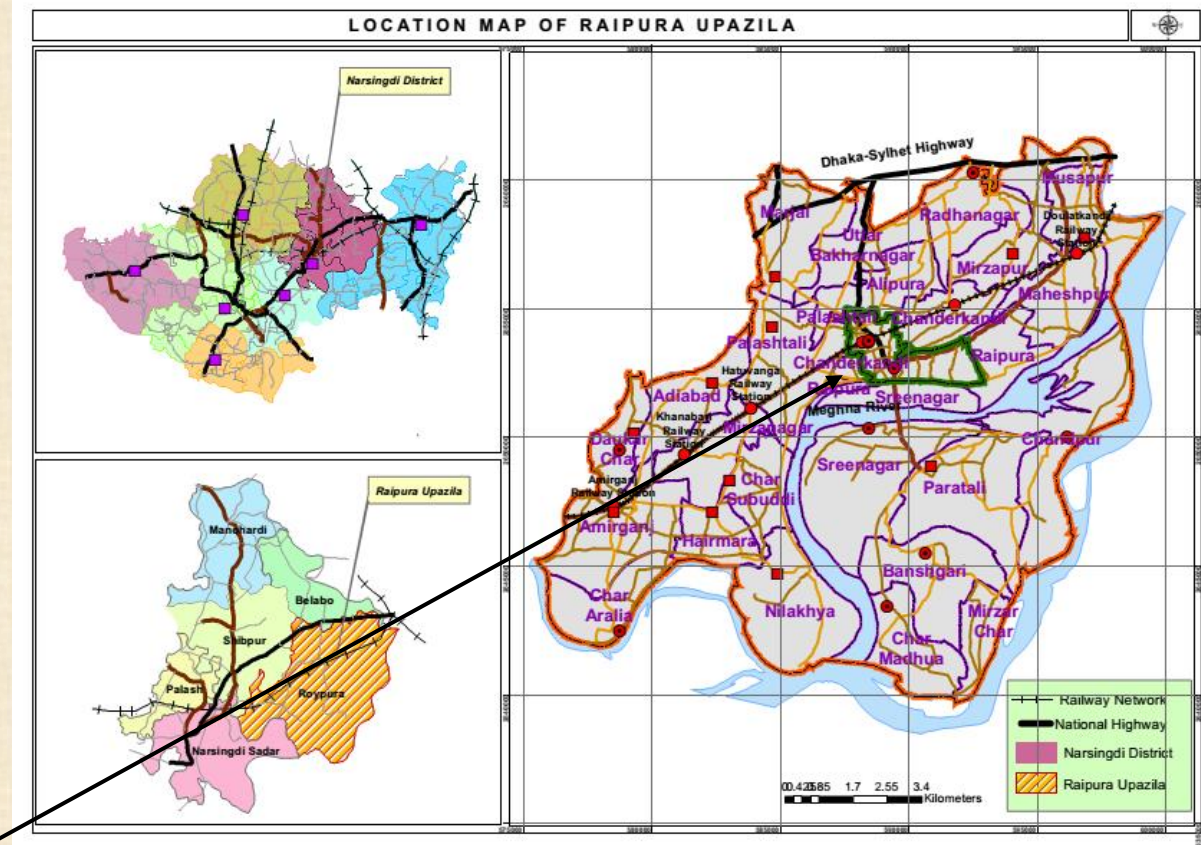 LOCATION MAP OF RAIPURA UPAZILA
Narsingdi District
Raipura Upazila
Manohardi
Belabo
Shibpur
Palash
Roypura
Narsingdi Sadar
Dhaka-Sylhet Highway
Musapur
Marjal
Radhanagar
Doulatkandi
Railway
Station
Uttar
Bakharnagar
Mirzapur
Alipura
Maheshpur
Palashtali
Chanderkandi
Palashtali
Raipura
Chanderkandi
Hatuvanga
Railway
Station
Adiabad
Raipura
Sreenagar
Meghna River
Khanabari
Railway
Station
Mirzanagar
Daukar
Char
Chandpur
Sreenagar
Amirganj
Railway Station
Char
Subuddi
Paratali
Amirganj
Hairmara
Banshgari
Char
Aralia
Nilakhya
Mirzar
Char
Char
Madhua
Railway Network
National Highway
Narsingdi District
Raipura Upazila
1.7 2.55 3.4
Kilometers